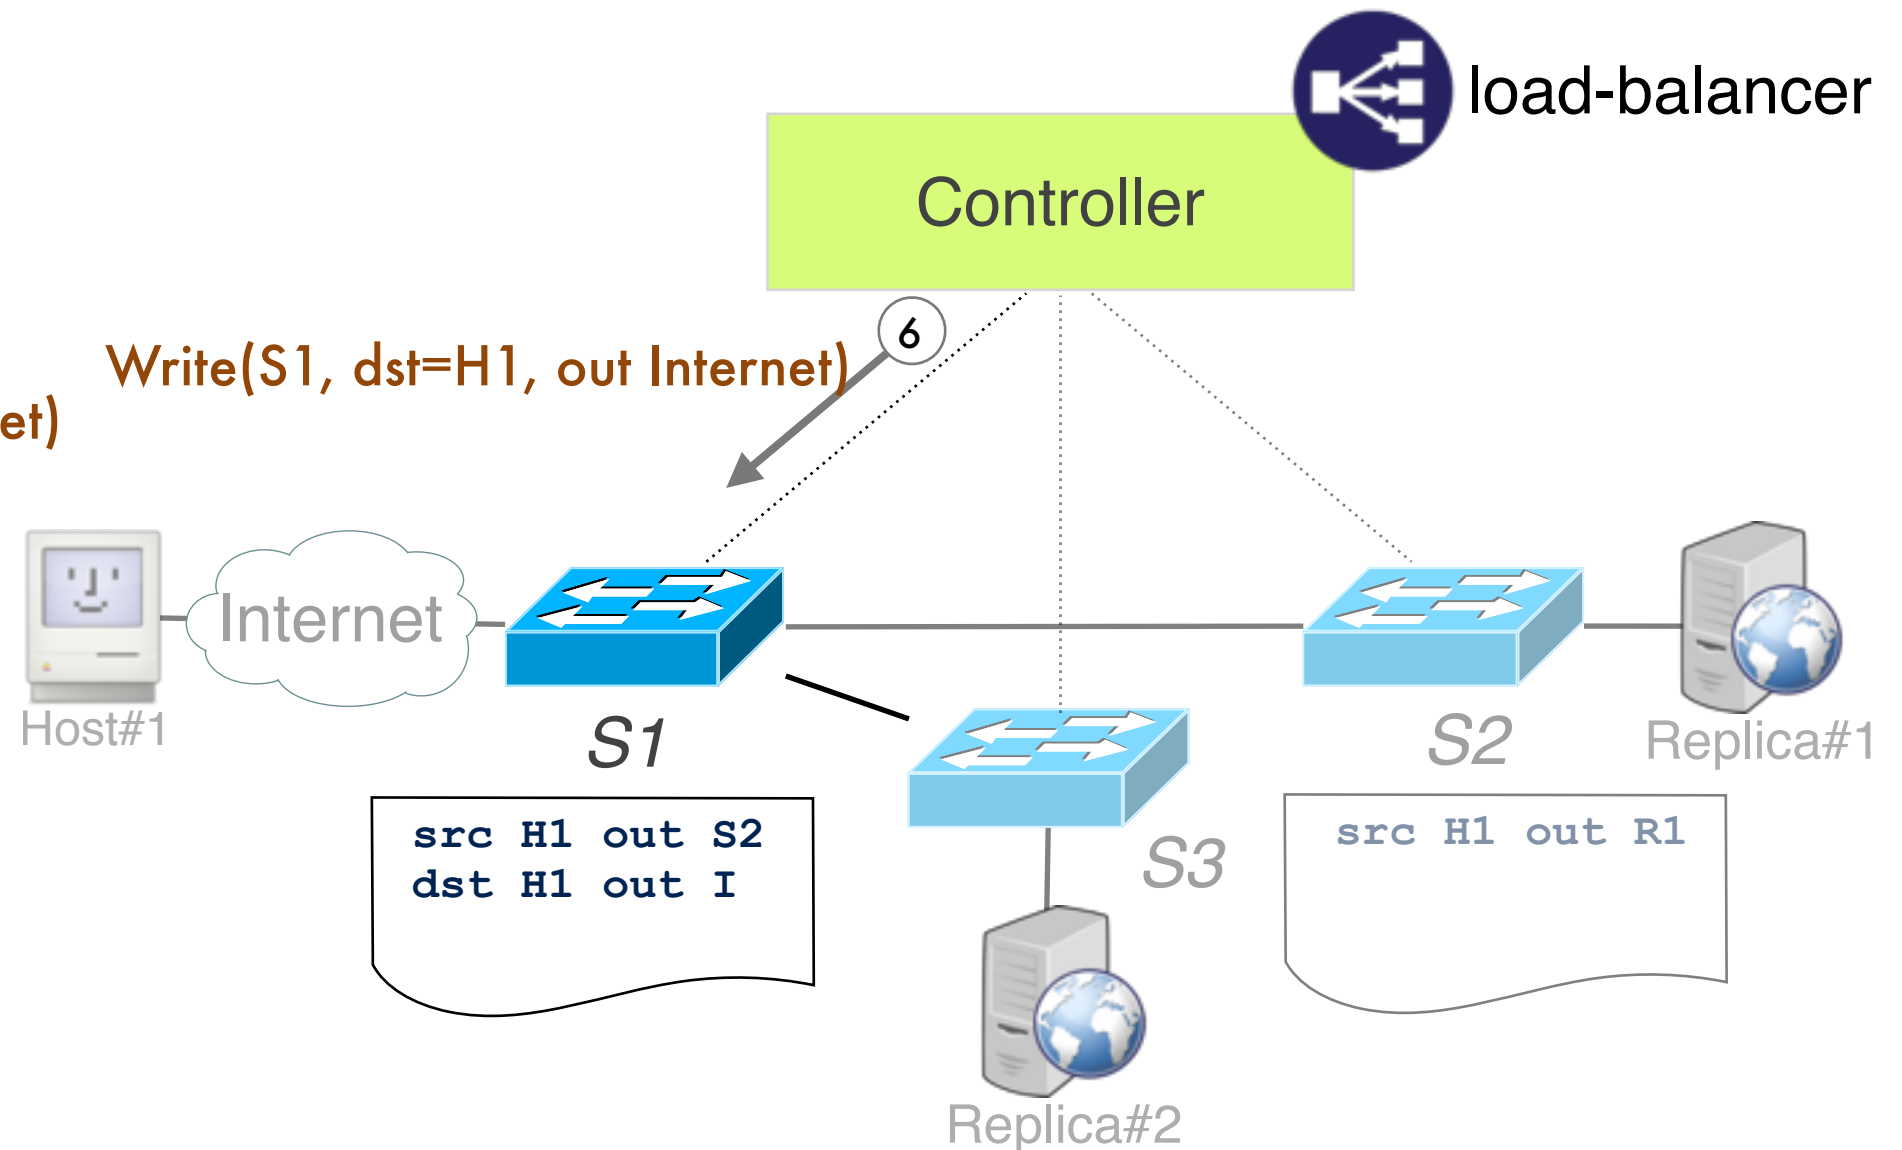 load-balancer
Controller
6
Write(S1, dst=H1, out Internet)
et)
Internet
Host#1
S1
S2
Replica#1
src H1 out S2
dst H1 out I
S3
src H1 out R1
Replica#2